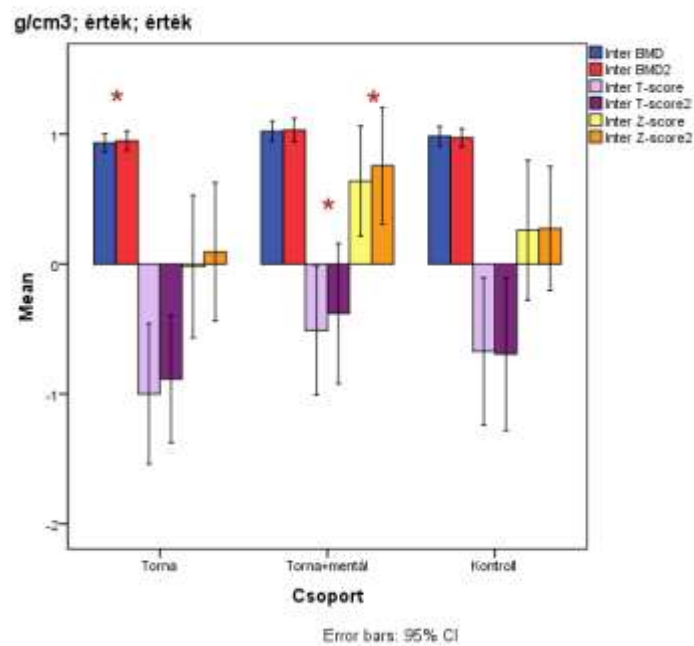 g/cm3; érték; érték
Inter BMD
Inter BMD2
Inter T-score
Inter T-score2
Inter Z-score
Inter Z-score2
*
*
*
1
0
-1
-2
Mean
Torna
Torna+mentál
Kontroll
Csoport
Error bars: 95% CI